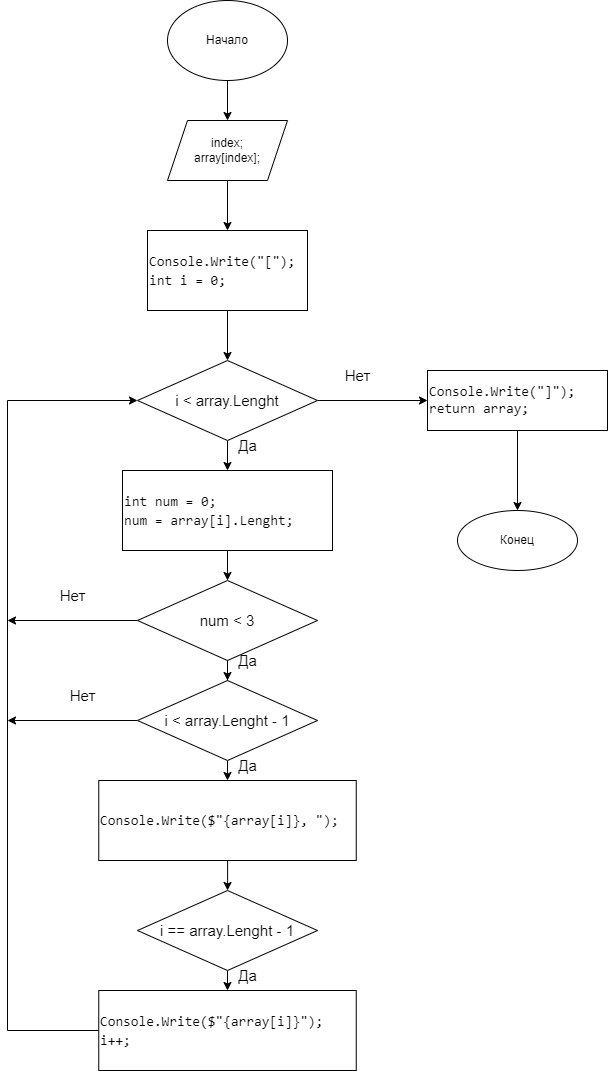 Начало
index;
array[index];
Console.Write("[");
int i = 0;
i < array.Lenght
Нет
Console.Write("]");
return array;
Да
int num = 0;
num = array[i].Lenght;
Конец
num < 3
Нет
Да
i < array.Lenght - 1
Нет
Да
Console.Write($"{array[i]}, ");
i == array.Lenght - 1
Да
Console.Write($"{array[i]}");
i++;